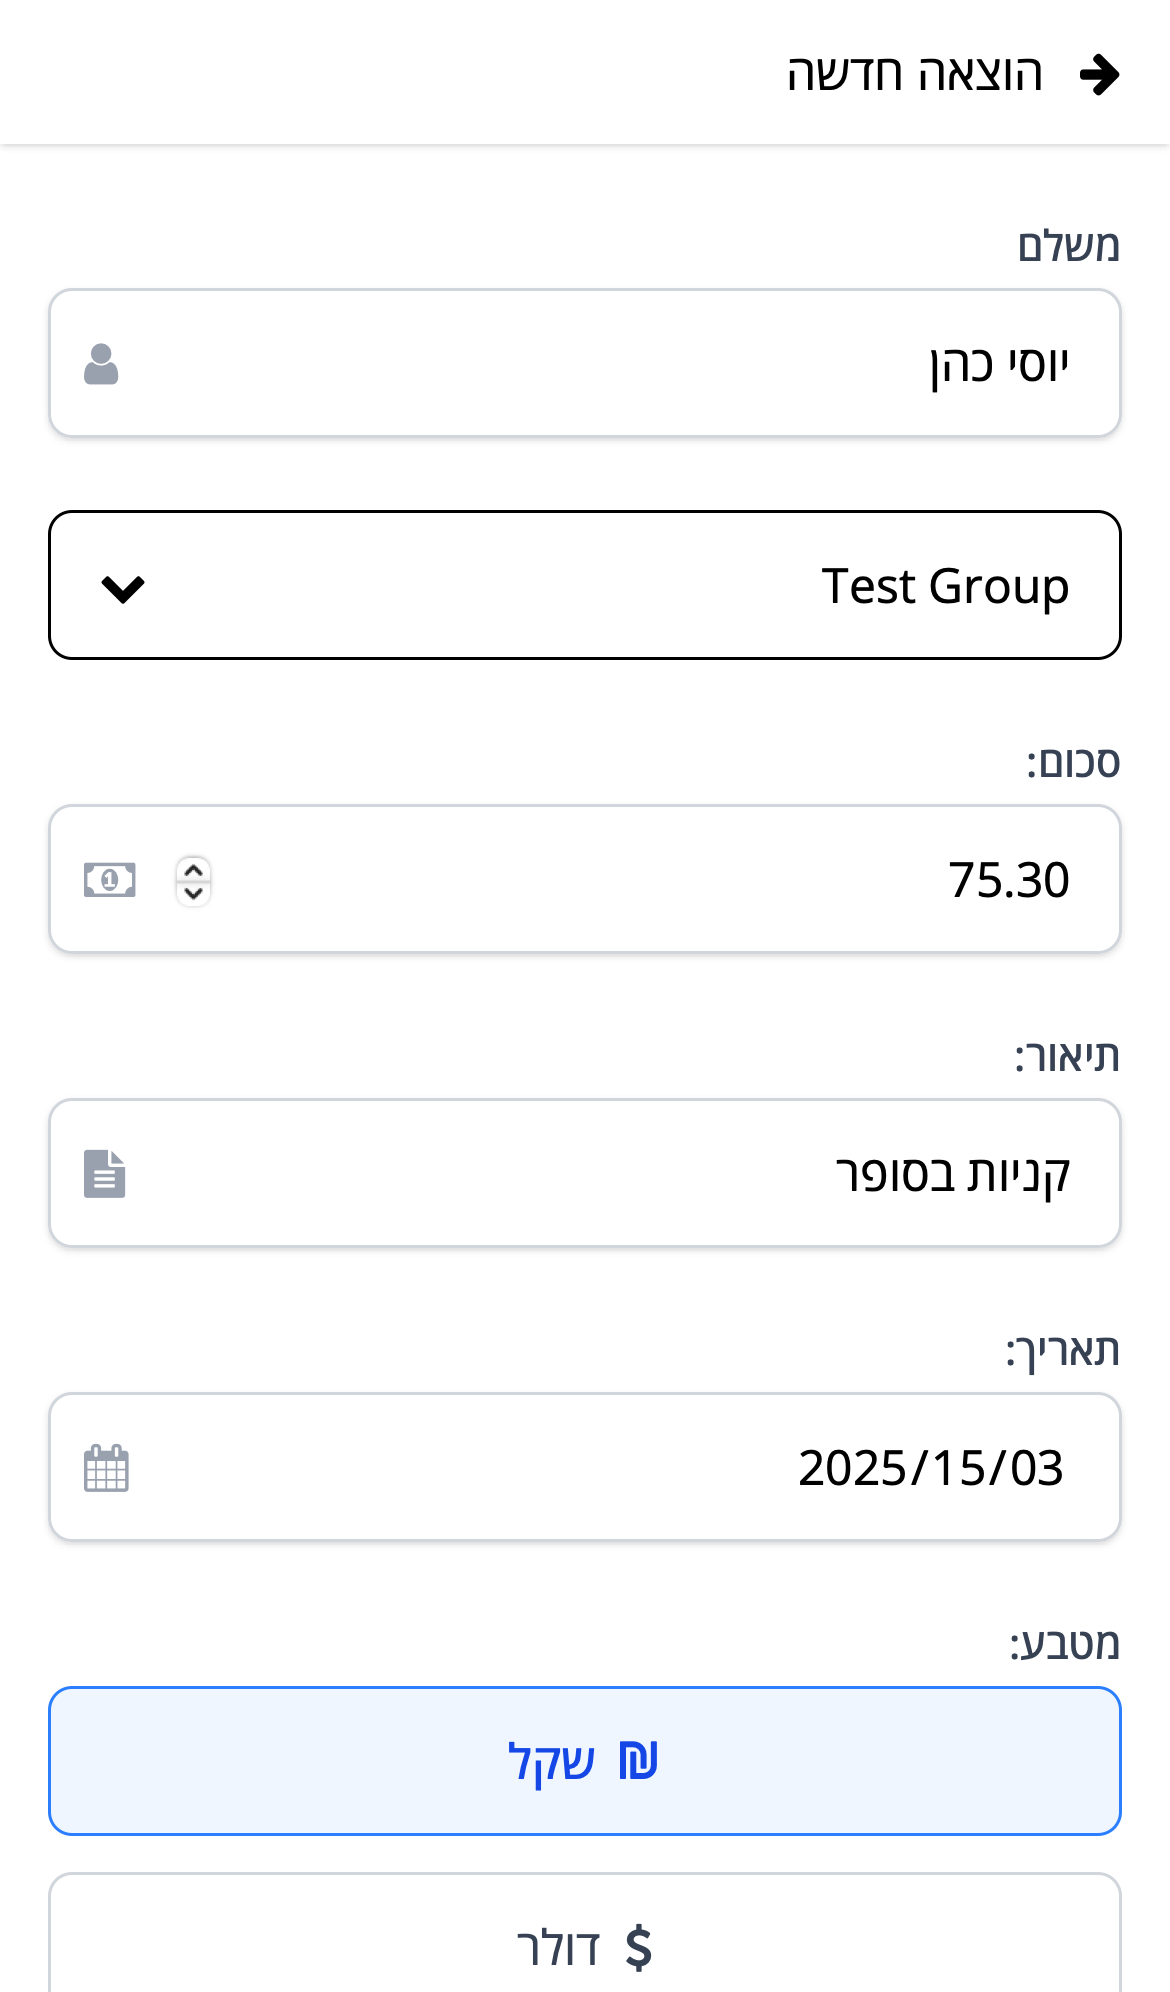 הוצאה חדשה
משלם
יוסי כהן
Test Group
סכום:
75.30
תיאור:
קניות בסופר
תאריך:
2025/15/03
מטבע:
₪ שקל
$ דולר